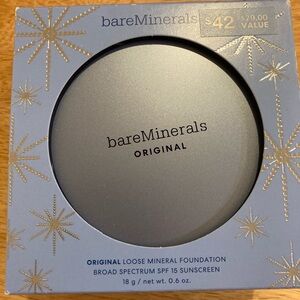 bareMinerals
$42 $79.00
VALUE
bareMinerals
ORIGINAL
ORIGINAL LOOSE MINERAL FOUNDATION
BROAD SPECTRUM SPF 15 SUNSCREEN
18 g / net wt. 0.6 oz.